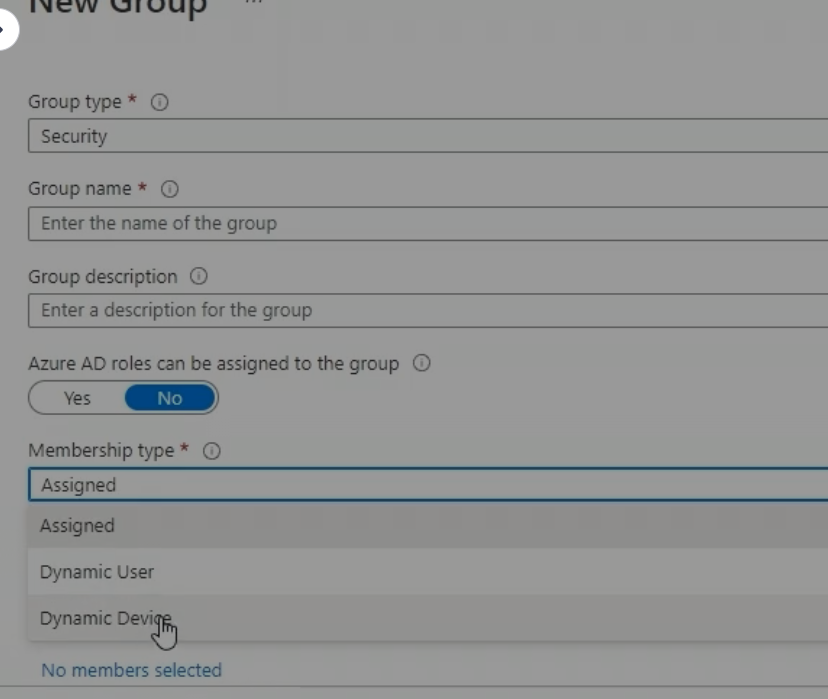 New Group ...
Group type *
Security
Group name *
Enter the name of the group
Group description
Enter a description for the group
Azure AD roles can be assigned to the group
Yes No
Membership type *
Assigned
Assigned
Dynamic User
Dynamic Device
No members selected